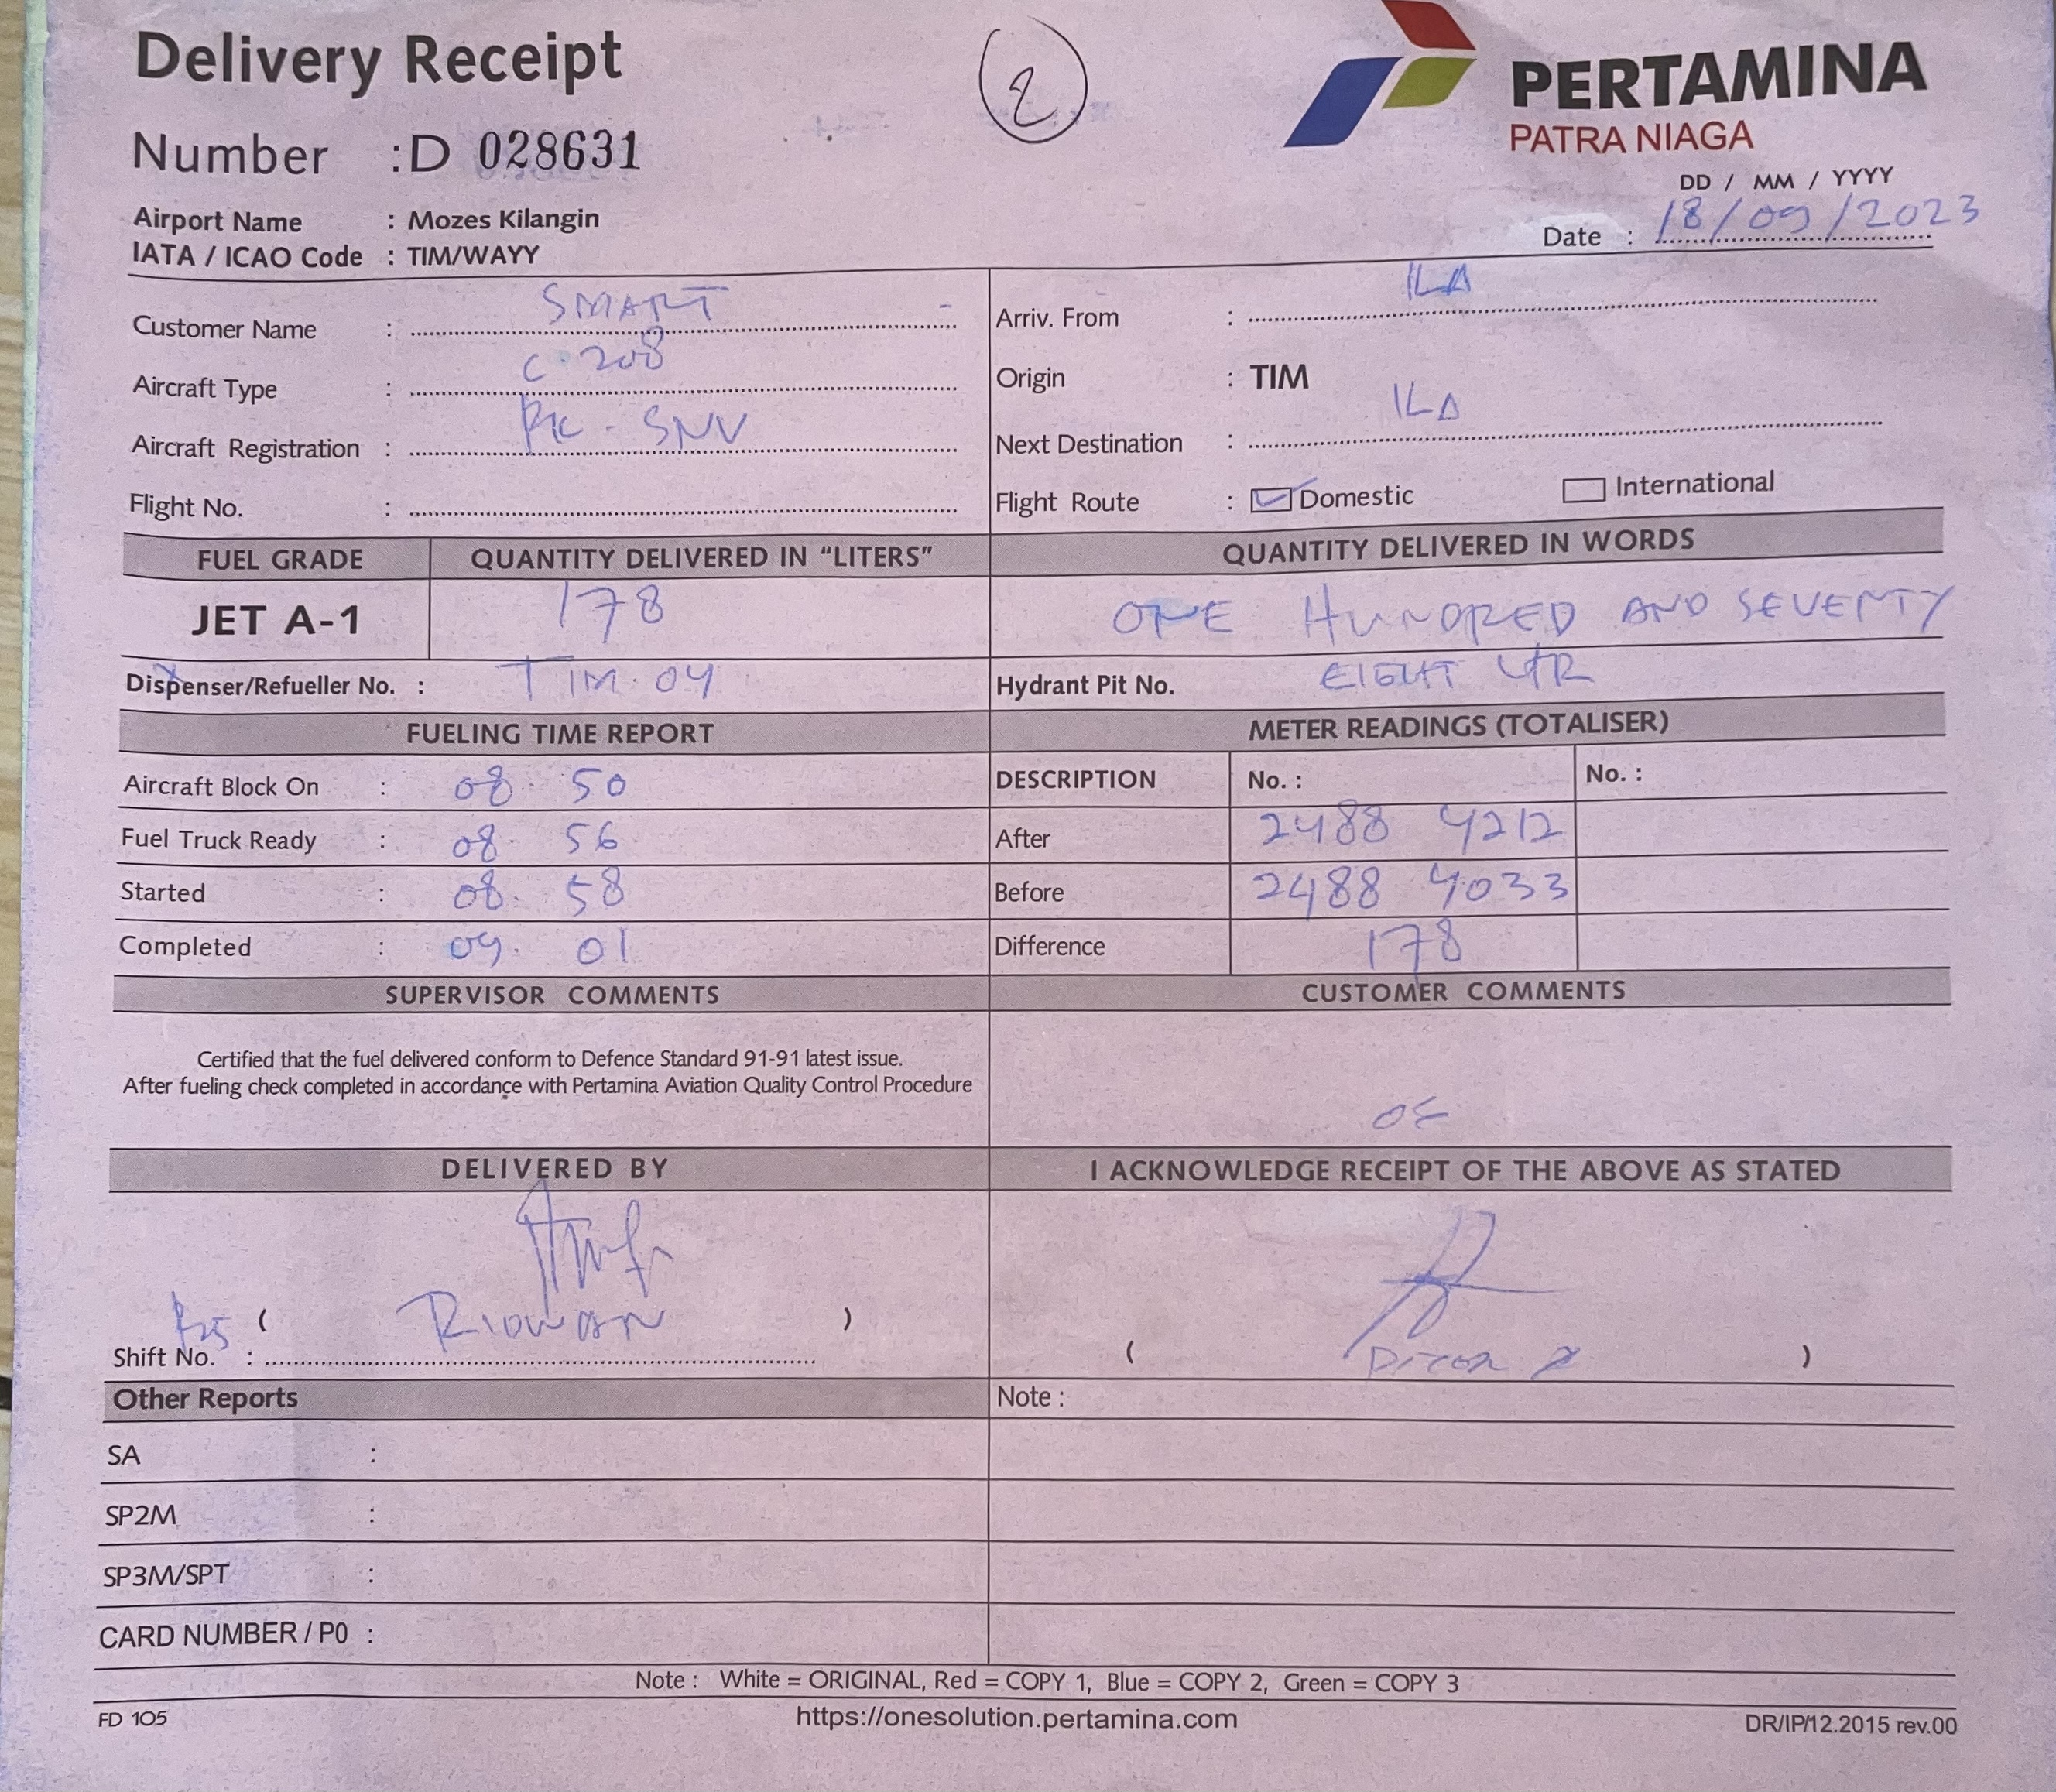 Delivery Receipt
2
PERTAMINA
PATRA NIAGA
Number : D 028631
DD / MM / YYYY
Airport Name : Mozes Kilangin
Date : 18/09/2023
IATA / ICAO Code : TIM/WAYY
Customer Name : SMART -
Arriv. From : ILA
Aircraft Type : C-208
Origin : TIM
Aircraft Registration : PK - SNV
Next Destination : ILA
Flight No. :
Flight Route : Domestic International
FUEL GRADE QUANTITY DELIVERED IN “LITERS” QUANTITY DELIVERED IN WORDS
JET A-1 178 ONE HUNDRED AND SEVENTY
EIGHT LTR
Dispenser/Refueller No. : TIM. 04
Hydrant Pit No.
FUELING TIME REPORT METER READINGS (TOTALISER)
Aircraft Block On : 08. 50
DESCRIPTION No. : No. :
Fuel Truck Ready : 08. 56
After 2488 4212
Started : 08. 58
Before 2488 4033
Completed : 09. 01
Difference 178
SUPERVISOR COMMENTS CUSTOMER COMMENTS
Certified that the fuel delivered conform to Defence Standard 91-91 latest issue.
After fueling check completed in accordance with Pertamina Aviation Quality Control Procedure
DELIVERED BY I ACKNOWLEDGE RECEIPT OF THE ABOVE AS STATED
( RIDWAN )
Shift No. :
( )
Other Reports Note :
SA :
SP2M :
SP3M/SPT :
CARD NUMBER / P0 :
Note : White = ORIGINAL, Red = COPY 1, Blue = COPY 2, Green = COPY 3
FD 105 https://onesolution.pertamina.com DR/IP/12.2015 rev.00